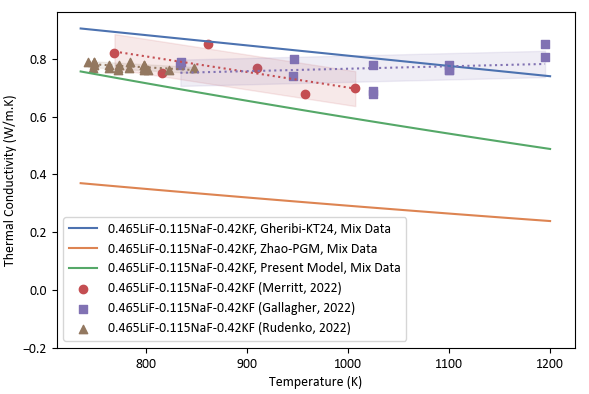 Thermal Conductivity (W/m.K)
0.8
0.6
0.4
0.2
0.0
−0.2
0.465LiF-0.115NaF-0.42KF, Gheribi-KT24, Mix Data
0.465LiF-0.115NaF-0.42KF, Zhao-PGM, Mix Data
0.465LiF-0.115NaF-0.42KF, Present Model, Mix Data
0.465LiF-0.115NaF-0.42KF (Merritt, 2022)
0.465LiF-0.115NaF-0.42KF (Gallagher, 2022)
0.465LiF-0.115NaF-0.42KF (Rudenko, 2022)
800 900 1000 1100 1200
Temperature (K)